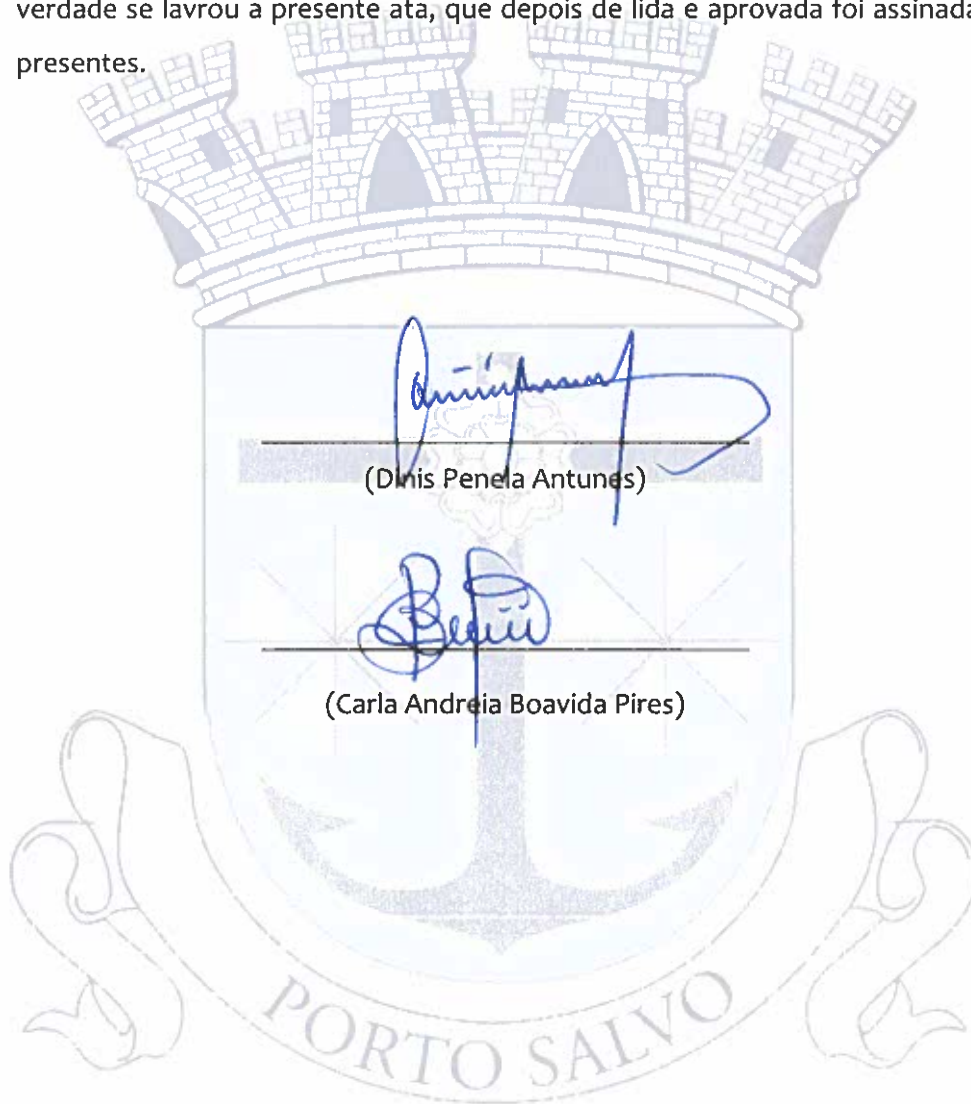 verdade se lavrou a presente ata, que depois de lida e aprovada foi assinada
presentes.
(Dinis Penela Antunes)
(Carla Andreia Boavida Pires)
PORTO SALVO